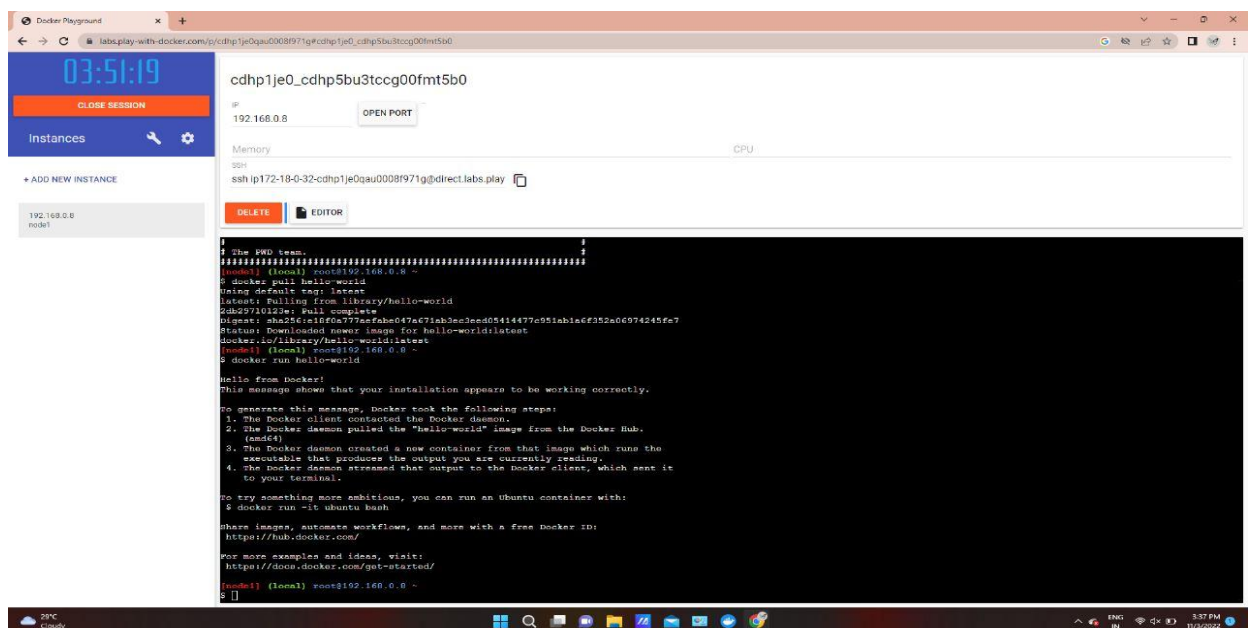 Docker Playground
labs.play-with-docker.com/p/cdhp1je0qau0008f971g#cdhp1je0_cdhp5bu3tccg00fmt5b0
03:51:19
CLOSE SESSION
Instances
+ ADD NEW INSTANCE
192.168.0.8
node1
cdhp1je0_cdhp5bu3tccg00fmt5b0
IP
192.168.0.8
OPEN PORT
Memory
CPU
SSH
ssh ip172-18-0-32-cdhp1je0qau0008f971g@direct.labs.play
DELETE
EDITOR
# #
# The PWD team. #
###############################################################
[node1] (local) root@192.168.0.8 ~
$ docker pull hello-world
Using default tag: latest
latest: Pulling from library/hello-world
2db29710123e: Pull complete
Digest: sha256:e18f0a777aefabe047a671ab3ec3eed05414477c951ab1a6f352a06974245fe7
Status: Downloaded newer image for hello-world:latest
docker.io/library/hello-world:latest
[node1] (local) root@192.168.0.8 ~
$ docker run hello-world
Hello from Docker!
This message shows that your installation appears to be working correctly.
To generate this message, Docker took the following steps:
1. The Docker client contacted the Docker daemon.
2. The Docker daemon pulled the "hello-world" image from the Docker Hub.
(amd64)
3. The Docker daemon created a new container from that image which runs the
executable that produces the output you are currently reading.
4. The Docker daemon streamed that output to the Docker client, which sent it
to your terminal.
To try something more ambitious, you can run an Ubuntu container with:
$ docker run -it ubuntu bash
Share images, automate workflows, and more with a free Docker ID:
https://hub.docker.com/
For more examples and ideas, visit:
https://docs.docker.com/get-started/
[node1] (local) root@192.168.0.8 ~
$
29°C
Cloudy
ENG
IN
3:37 PM
11/3/2022